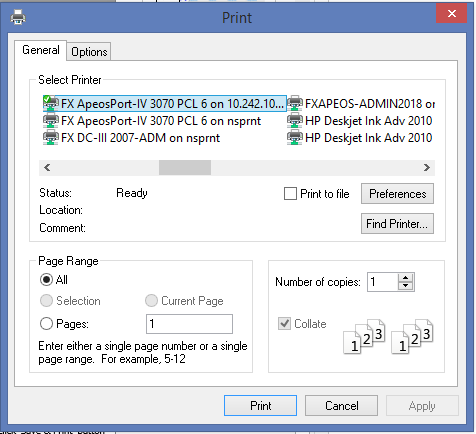 Print
General
Options
Select Printer
FX ApeosPort-IV 3070 PCL 6 on 10.242.10...
FXAPEOS-ADMIN2018 or
FX ApeosPort-IV 3070 PCL 6 on nsprnt
HP Deskjet Ink Adv 2010
FX DC-III 2007-ADM on nsprnt
HP Deskjet Ink Adv 2010
Status: Ready
Print to file
Preferences
Location:
Comment:
Find Printer...
Page Range
All
Selection
Current Page
Pages:
1
Enter either a single page number or a single
page range. For example, 5-12
Number of copies: 1
Collate
1 2 3
1 2 3
Print
Cancel
Apply